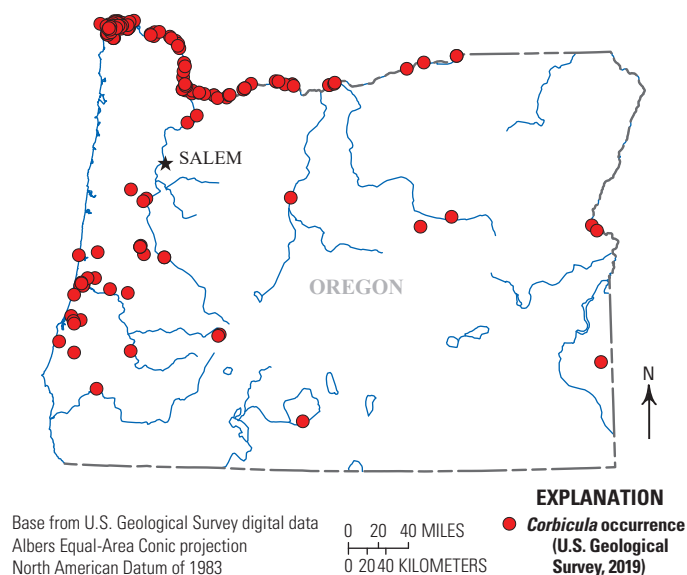 SALEM
OREGON
N
EXPLANATION
Corbicula occurrence
(U.S. Geological
Survey, 2019)
Base from U.S. Geological Survey digital data
Albers Equal-Area Conic projection
North American Datum of 1983
0 20 40 MILES
0 20 40 KILOMETERS